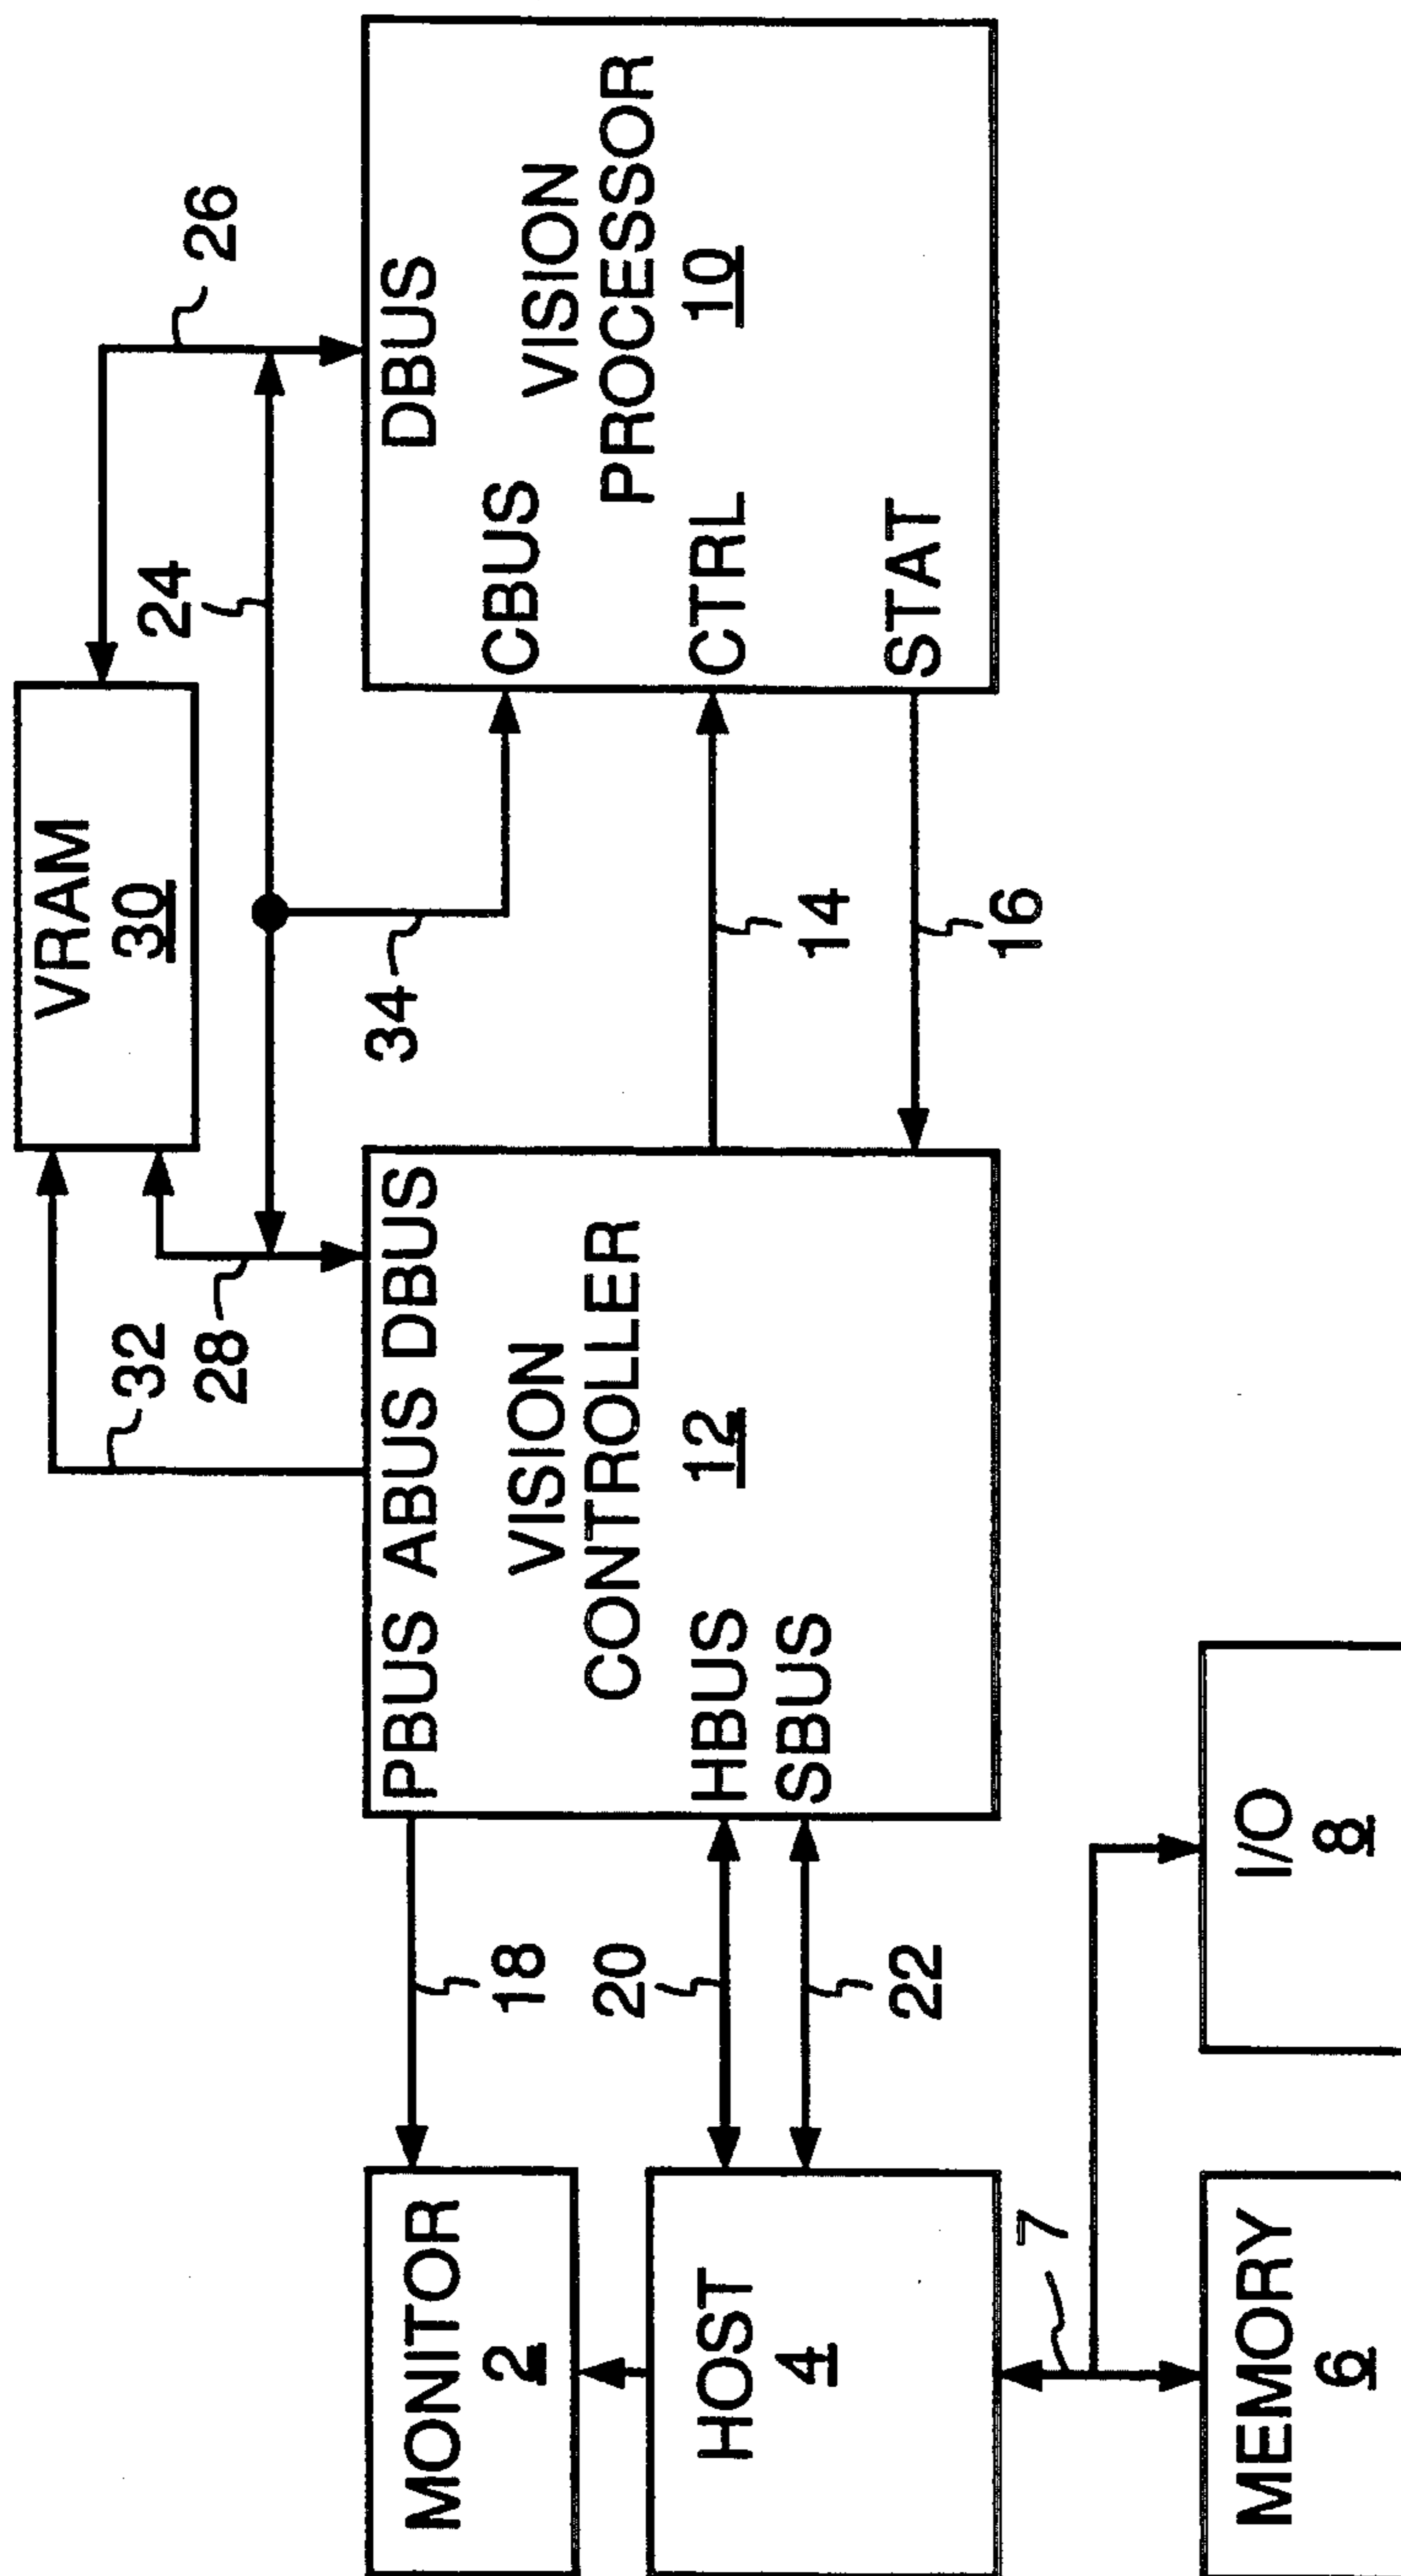 VRAM
30
32
28
24
26
34
PBUS ABUS DBUS
VISION
CONTROLLER
12
HBUS
SBUS
DBUS
CBUS
VISION
PROCESSOR
10
CTRL
STAT
14
16
MONITOR
2
18
HOST
4
20
22
7
MEMORY
6
I/O
8